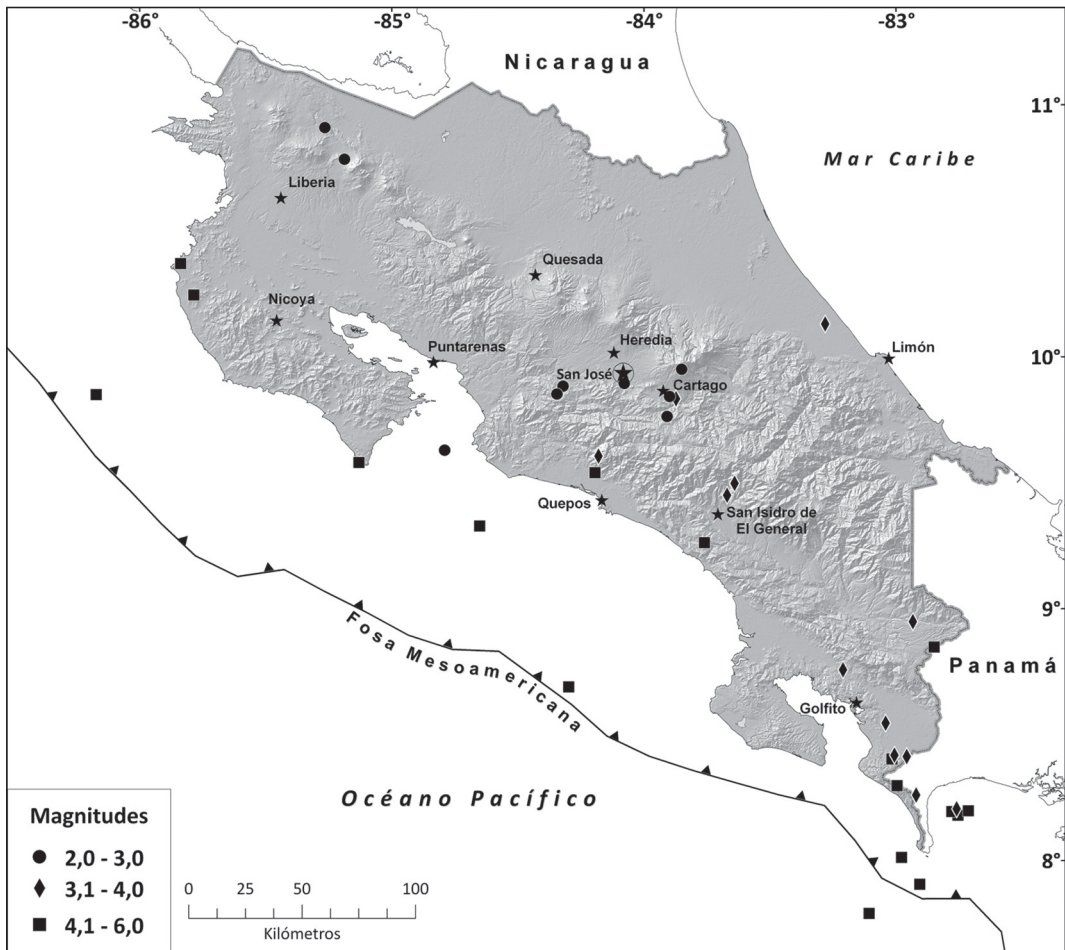 -86°
-85°
-84°
-83°
Nicaragua
11°
Mar Caribe
Liberia
Quesada
Nicoya
Heredia
Puntarenas
Limón
10°
San José
Cartago
Quepos
San Isidro de
El General
9°
Fosa Mesoamericana
Panamá
Golfito
Océano Pacífico
8°
Magnitudes
2,0 - 3,0
3,1 - 4,0
4,1 - 6,0
0 25 50 100
Kilómetros